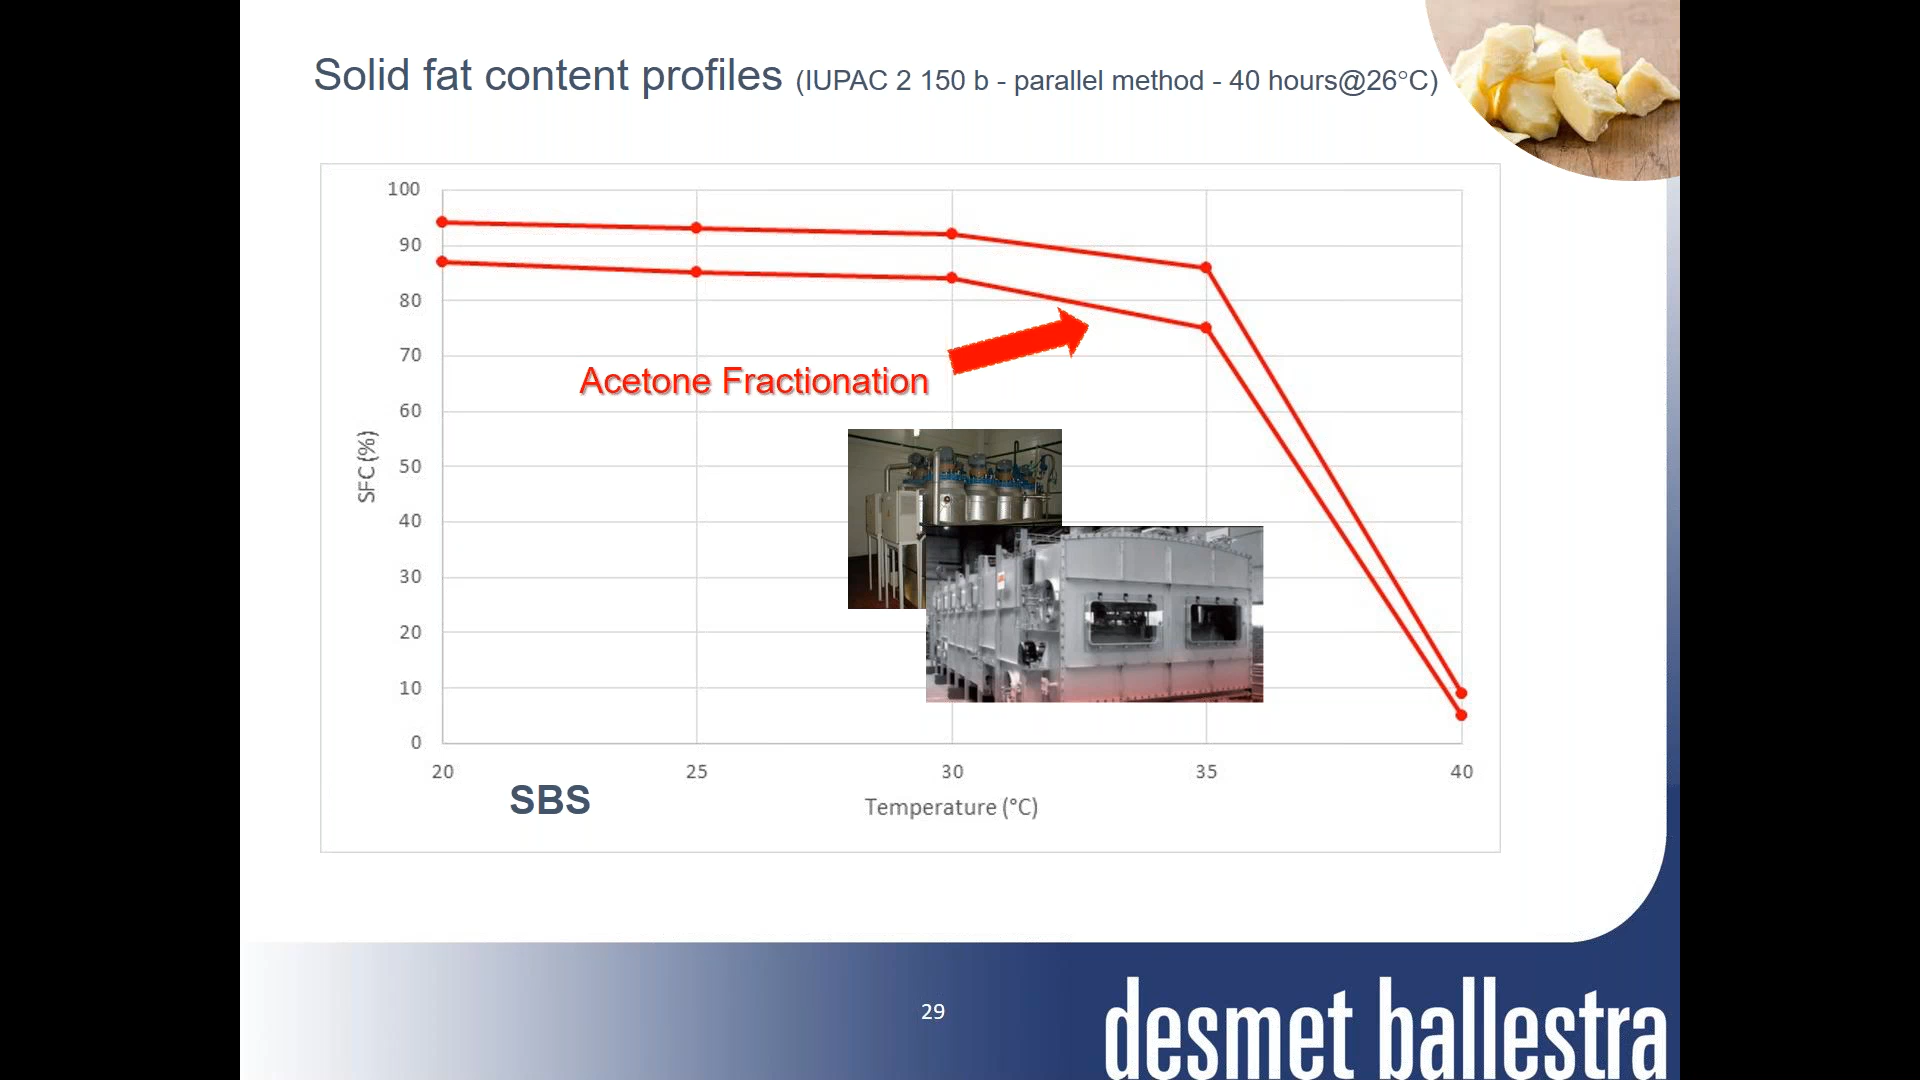 Solid fat content profiles (IUPAC 2 150 b - parallel method - 40 hours@26°C)
100
90
80
70
60
50
40
30
20
10
0
SFC (%)
Acetone Fractionation
20 25 30 35 40
SBS
Temperature (°C)
29
desmet ballestra